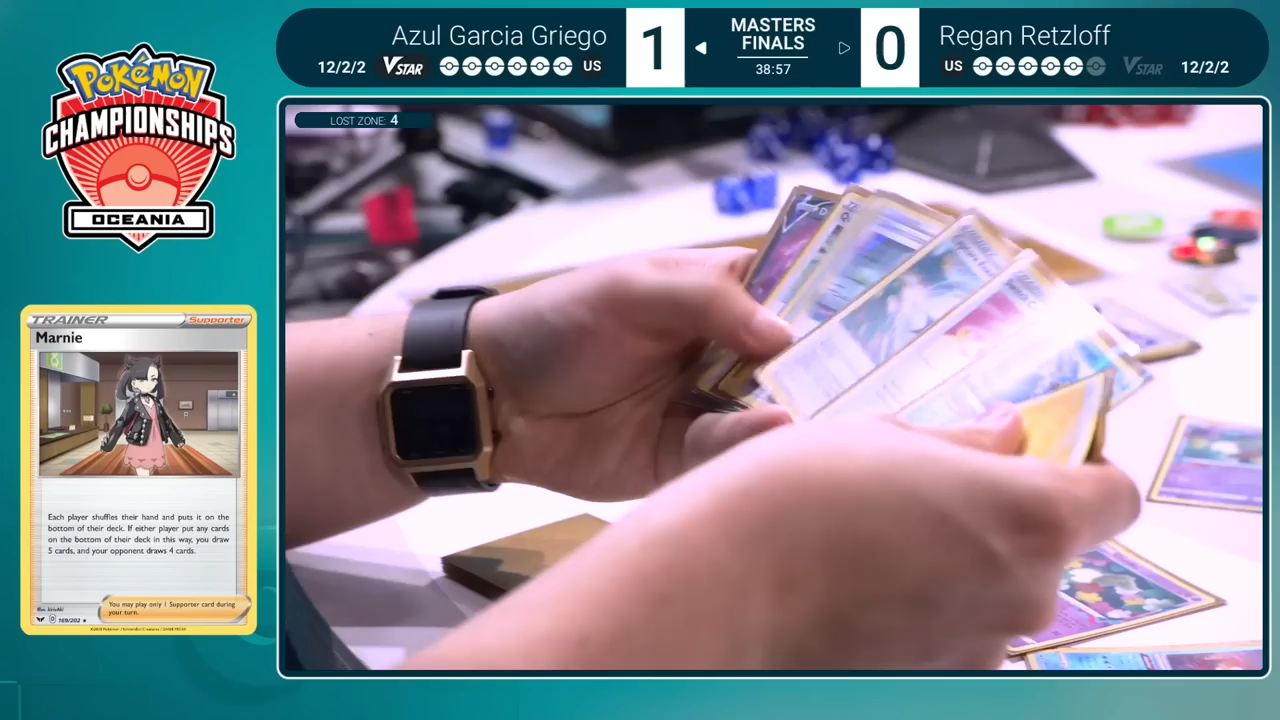 Azul Garcia Griego
12/2/2 VSTAR US
1
MASTERS
FINALS
38:57
0
Regan Retzloff
US VSTAR 12/2/2
Pokémon
CHAMPIONSHIPS
OCEANIA
LOST ZONE: 4
TRAINER Supporter
Marnie
Each player shuffles their hand and puts it on the
bottom of their deck. If either player put any cards
on the bottom of their deck in this way, you draw
5 cards, and your opponent draws 4 cards.
You may play only 1 Supporter card during
your turn.
169/202